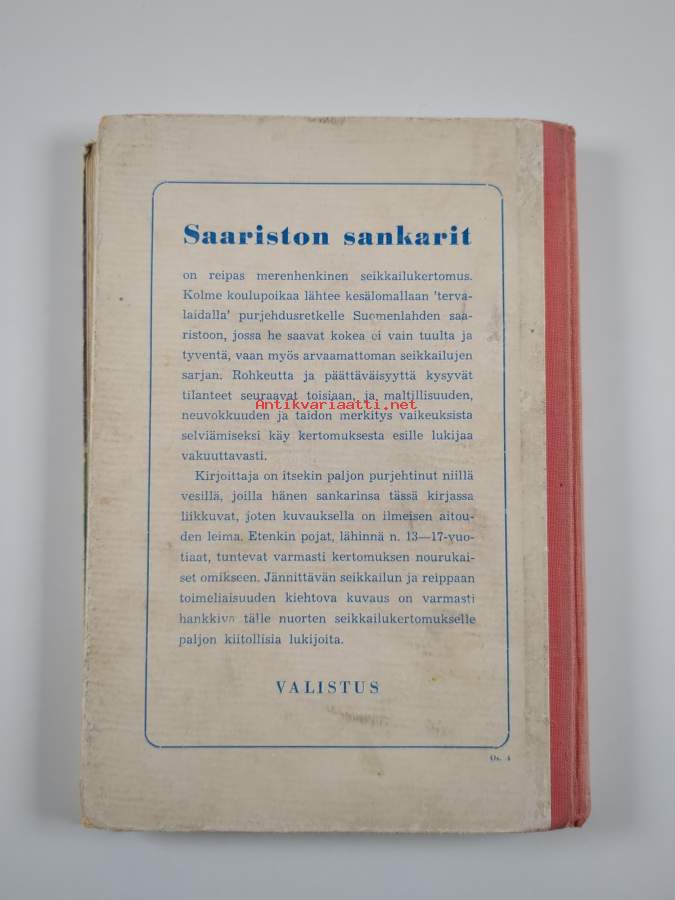 Saariston sankarit
on reipas merenhenkinen seikkailukertomus.
Kolme koulupoikaa lähtee kesälomallaan 'terva-
laidalla' purjehdusretkelle Suomenlahden saa-
ristoon, jossa he saavat kokea ei vain tuulta ja
tyventä, vaan myös arvaamattoman seikkailujen
sarjan. Rohkeutta ja päättäväisyyttä kysyvät
tilanteet seuraavat toisiaan, ja maltillisuuden,
Antikvariaatti.net
neuvokkuuden ja taidon merkitys vaikeuksista
selviämiseksi käy kertomuksesta esille lukijaa
vakuuttavasti.
Kirjoittaja on itsekin paljon purjehtinut niillä
vesillä, joilla hänen sankarinsa tässä kirjassa
liikkuvat, joten kuvauksella on ilmeisen aitou-
den leima. Etenkin pojat, lähinnä n. 13—17-vuo-
tiaat, tuntevat varmasti kertomuksen nourukai-
set omikseen. Jännittävän seikkailun ja reippaan
toimeliaisuuden kiehtova kuvaus on varmasti
hankkiva tälle nuorten seikkailukertomukselle
paljon kiitollisia lukijoita.
VALISTUS